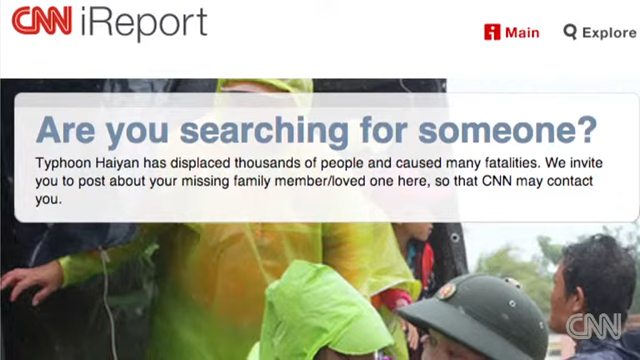 CNN iReport
Main Explore
Are you searching for someone?
Typhoon Haiyan has displaced thousands of people and caused many fatalities. We invite
you to post about your missing family member/loved one here, so that CNN may contact
you.
CNN